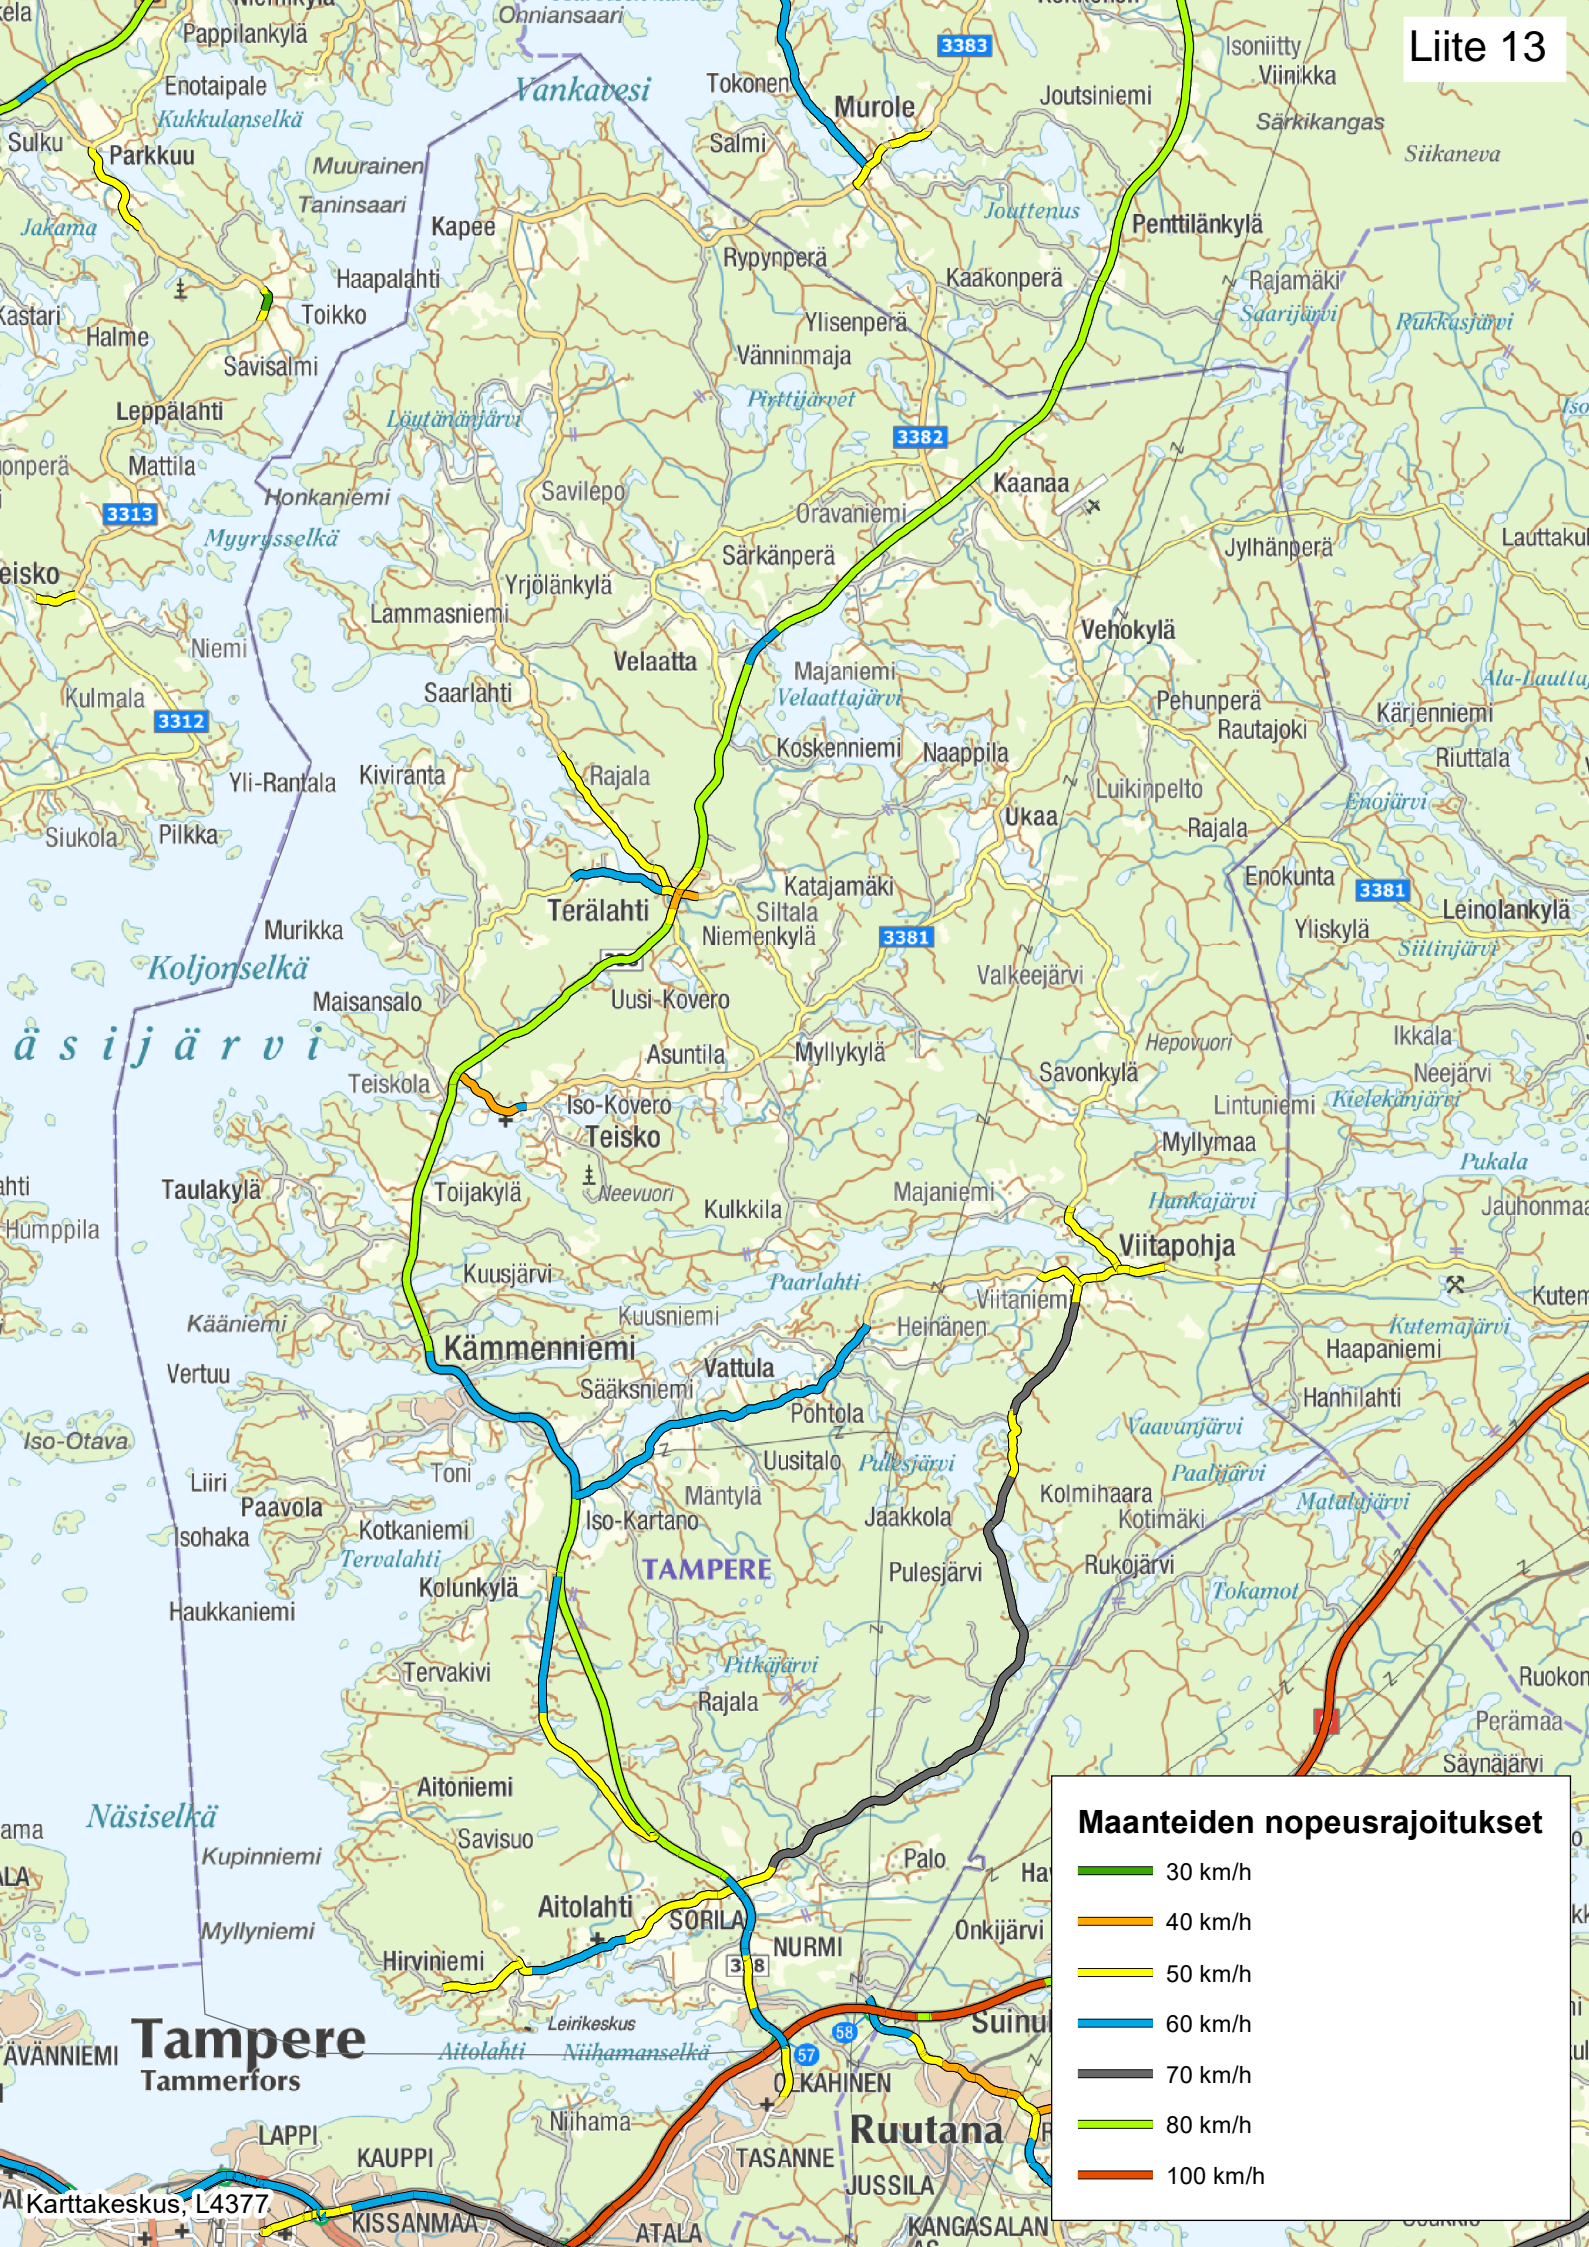 Liite 13
Pappilankylä
Ohniansaari
3383
Isoniitty
Viinikka
Enotaipale
Vankavesi
Tokonen
Murole
Joutsiniemi
Kukkulanselkä
Särkikangas
Sulku
Parkkuu
Salmi
Siikaneva
Muurainen
Taninsaari
Jouttenus
Jakama
Kapee
Penttilänkylä
Rypynperä
Kaakonperä
Haapalahti
Rajamäki
Saarijärvi
Kastari
Toikko
Ylisenperä
Rukkasjärvi
Halme
Vänninmaja
Savisalmi
Pirttijärvet
Leppälahti
Löytänänjärvi
3382
Mattila
Kaanaa
Honkaniemi
Savilepo
3313
Oravaniemi
Myyrysselkä
Särkänperä
Jylhänperä
Yrjölänkylä
Lammasniemi
Niemi
Vehokylä
Velaatta
Majaniemi
Velaattajärvi
Kulmala
Saarlahti
Pehunperä
Kärjenniemi
3312
Rautajoki
Koskenniemi
Naappila
Riuttala
Yli-Rantala
Kiviranta
Rajala
Luikinpelto
Enojärvi
Ukaa
Rajala
Siukola
Pilkka
Katajamäki
Enokunta
3381
Terälahti
Siltala
Leinolankylä
Murikka
Niemenkylä
3381
Yliskylä
Siitinjärvi
Koljonselkä
Valkeejärvi
Maisansalo
Uusi-Kovero
äsijärvi
Hepovuori
Ikkala
Asuntila
Myllykylä
Savonkylä
Neejärvi
Teiskola
Iso-Kovero
Lintuniemi
Kielekänjärvi
Teisko
Myllymaa
Pukala
Taulakylä
Toijakylä
Neevuori
Majaniemi
Hankajärvi
Kulkkila
Humppila
Viitapohja
Kuusjärvi
Paarlahti
Viitaniemi
Kääniemi
Kuusniemi
Heinänen
Kutemajärvi
Kämmenniemi
Haapaniemi
Vertuu
Vattula
Sääksniemi
Hanhilahti
Pohtola
Vaavunjärvi
Iso-Otava
Uusitalo
Pulesjärvi
Toni
Paalijärvi
Liiri
Mäntylä
Kolmihaara
Matalajärvi
Paavola
Jaakkola
Kotimäki
Iso-Kartano
Kotkaniemi
Isohaka
Tervalahti
TAMPERE
Pulesjärvi
Rukojärvi
Kolunkylä
Tokamot
Haukkaniemi
Tervakivi
Pitkäjärvi
Rajala
Perämaa
Säynäjärvi
Aitoniemi
Näsiselkä
Savisuo
Kupinniemi
Palo
Aitolahti
SORILA
Myllyniemi
Onkijärvi
NURMI
Hirviniemi
Leirikeskus
58
Tampere
Aitolahti
Niihamanselkä
57
Tammerfors
OLKAHINEN
Niihama
Ruutana
LAPPI
KAUPPI
TASANNE
JUSSILA
Karttakeskus, L4377
KISSANMAA
ATALA
KANGASALAN
Maanteiden nopeusrajoitukset
30 km/h
40 km/h
50 km/h
60 km/h
70 km/h
80 km/h
100 km/h